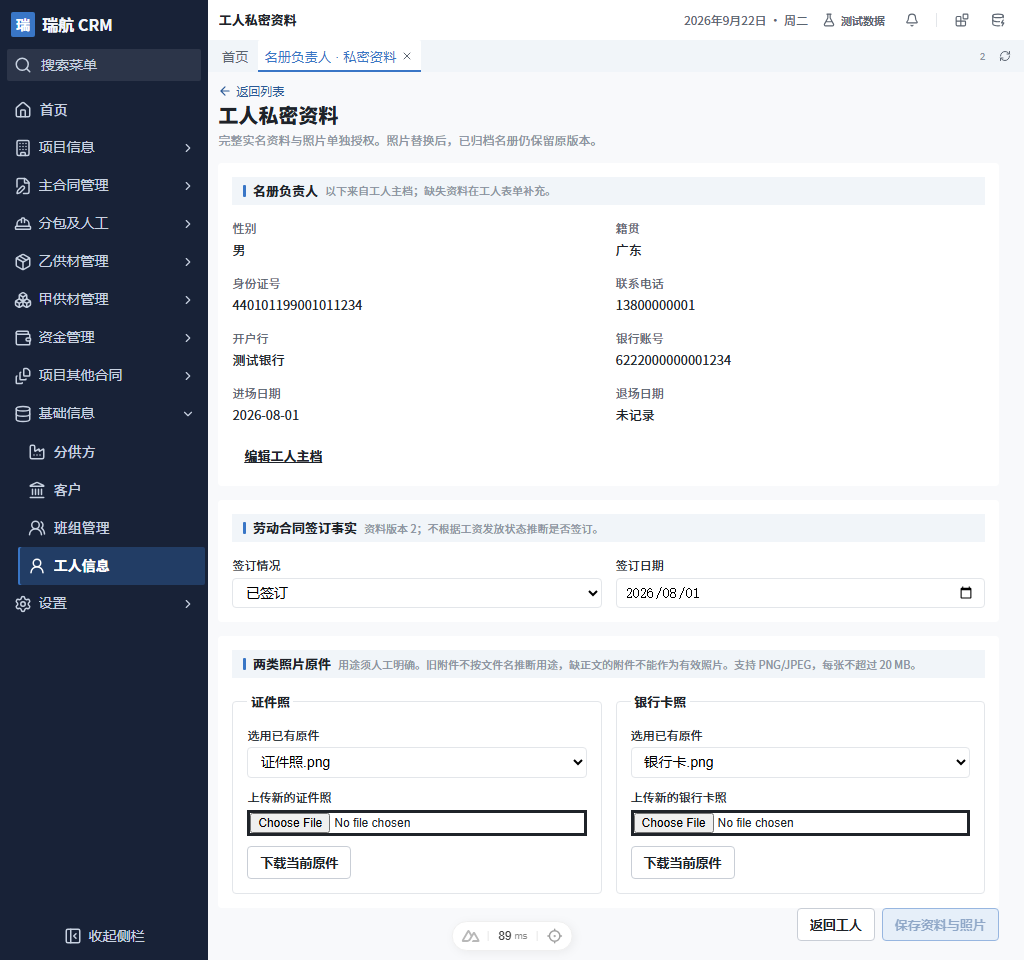 瑞 瑞航 CRM
搜索菜单
首页
项目信息
主合同管理
分包及人工
乙供材管理
甲供材管理
资金管理
项目其他合同
基础信息
分供方
客户
班组管理
工人信息
设置
收起侧栏
工人私密资料
2026年9月22日 · 周二 测试数据
首页 名册负责人 · 私密资料 ×
2
返回列表
工人私密资料
完整实名资料与照片单独授权。照片替换后，已归档名册仍保留原版本。
名册负责人 以下来自工人主档；缺失资料在工人表单补充。
性别 籍贯
男 广东
身份证号 联系电话
440101199001011234 13800000001
开户行 银行账号
测试银行 6222000000001234
进场日期 退场日期
2026-08-01 未记录
编辑工人主档
劳动合同签订事实 资料版本 2；不根据工资发放状态推断是否签订。
签订情况 签订日期
已签订 2026/08/01
两类照片原件 用途须人工明确。旧附件不按文件名推断用途，缺正文的附件不能作为有效照片。支持 PNG/JPEG，每张不超过 20 MB。
证件照 银行卡照
选用已有原件 选用已有原件
证件照.png 银行卡.png
上传新的证件照 上传新的银行卡照
Choose File No file chosen Choose File No file chosen
下载当前原件 下载当前原件
返回工人 保存资料与照片
89 ms